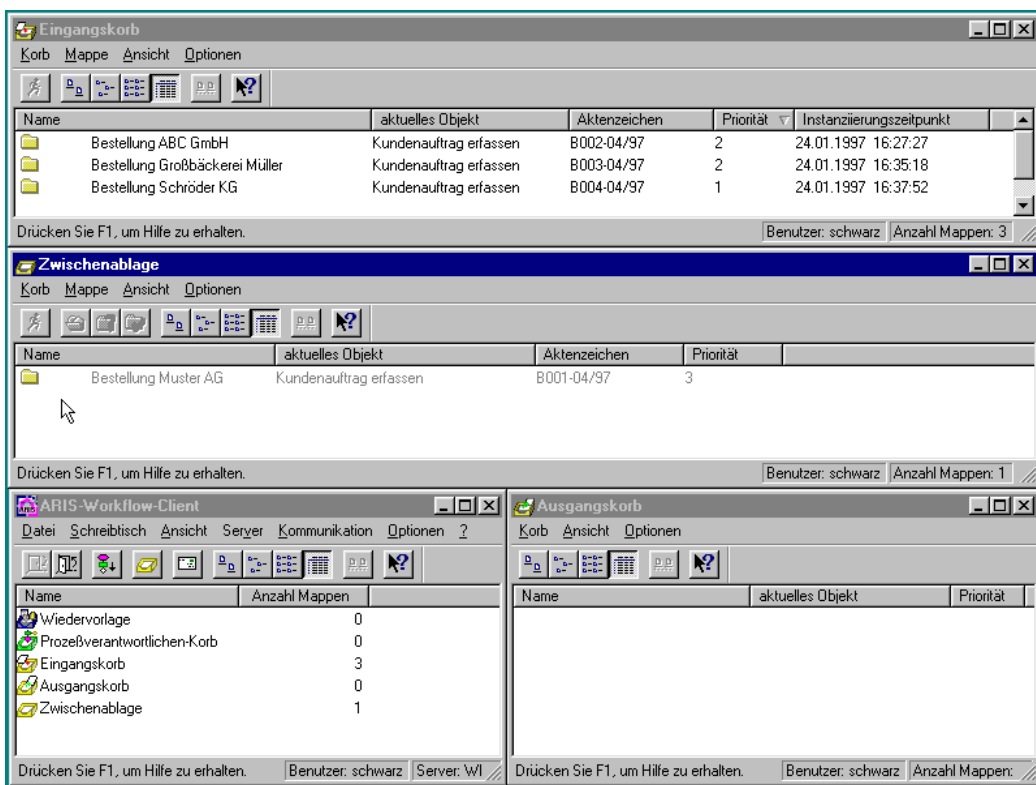 Eingangskorb
Korb Mappe Ansicht Optionen
Name aktuelles Objekt Aktenzeichen Priorität Instanziierungszeitpunkt
Bestellung ABC GmbH Kundenauftrag erfassen B002-04/97 2 24.01.1997 16:27:27
Bestellung Großbäckerei Müller Kundenauftrag erfassen B003-04/97 2 24.01.1997 16:35:18
Bestellung Schröder KG Kundenauftrag erfassen B004-04/97 1 24.01.1997 16:37:52
Drücken Sie F1, um Hilfe zu erhalten. Benutzer: schwarz Anzahl Mappen: 3
Zwischenablage
Korb Mappe Ansicht Optionen
Name aktuelles Objekt Aktenzeichen Priorität
Bestellung Muster AG Kundenauftrag erfassen B001-04/97 3
Drücken Sie F1, um Hilfe zu erhalten. Benutzer: schwarz Anzahl Mappen: 1
ARIS-Workflow-Client
Datei Schreibtisch Ansicht Server Kommunikation Optionen ?
Name Anzahl Mappen
Wiedervorlage 0
Prozeßverantwortlichen-Korb 0
Eingangskorb 3
Ausgangskorb 0
Zwischenablage 1
Drücken Sie F1, um Hilfe zu erhalten. Benutzer: schwarz Server: WI
Ausgangskorb
Korb Ansicht Optionen
Name aktuelles Objekt Priorität
Drücken Sie F1, um Hilfe zu erhalten. Benutzer: schwarz Anzahl Mappen: